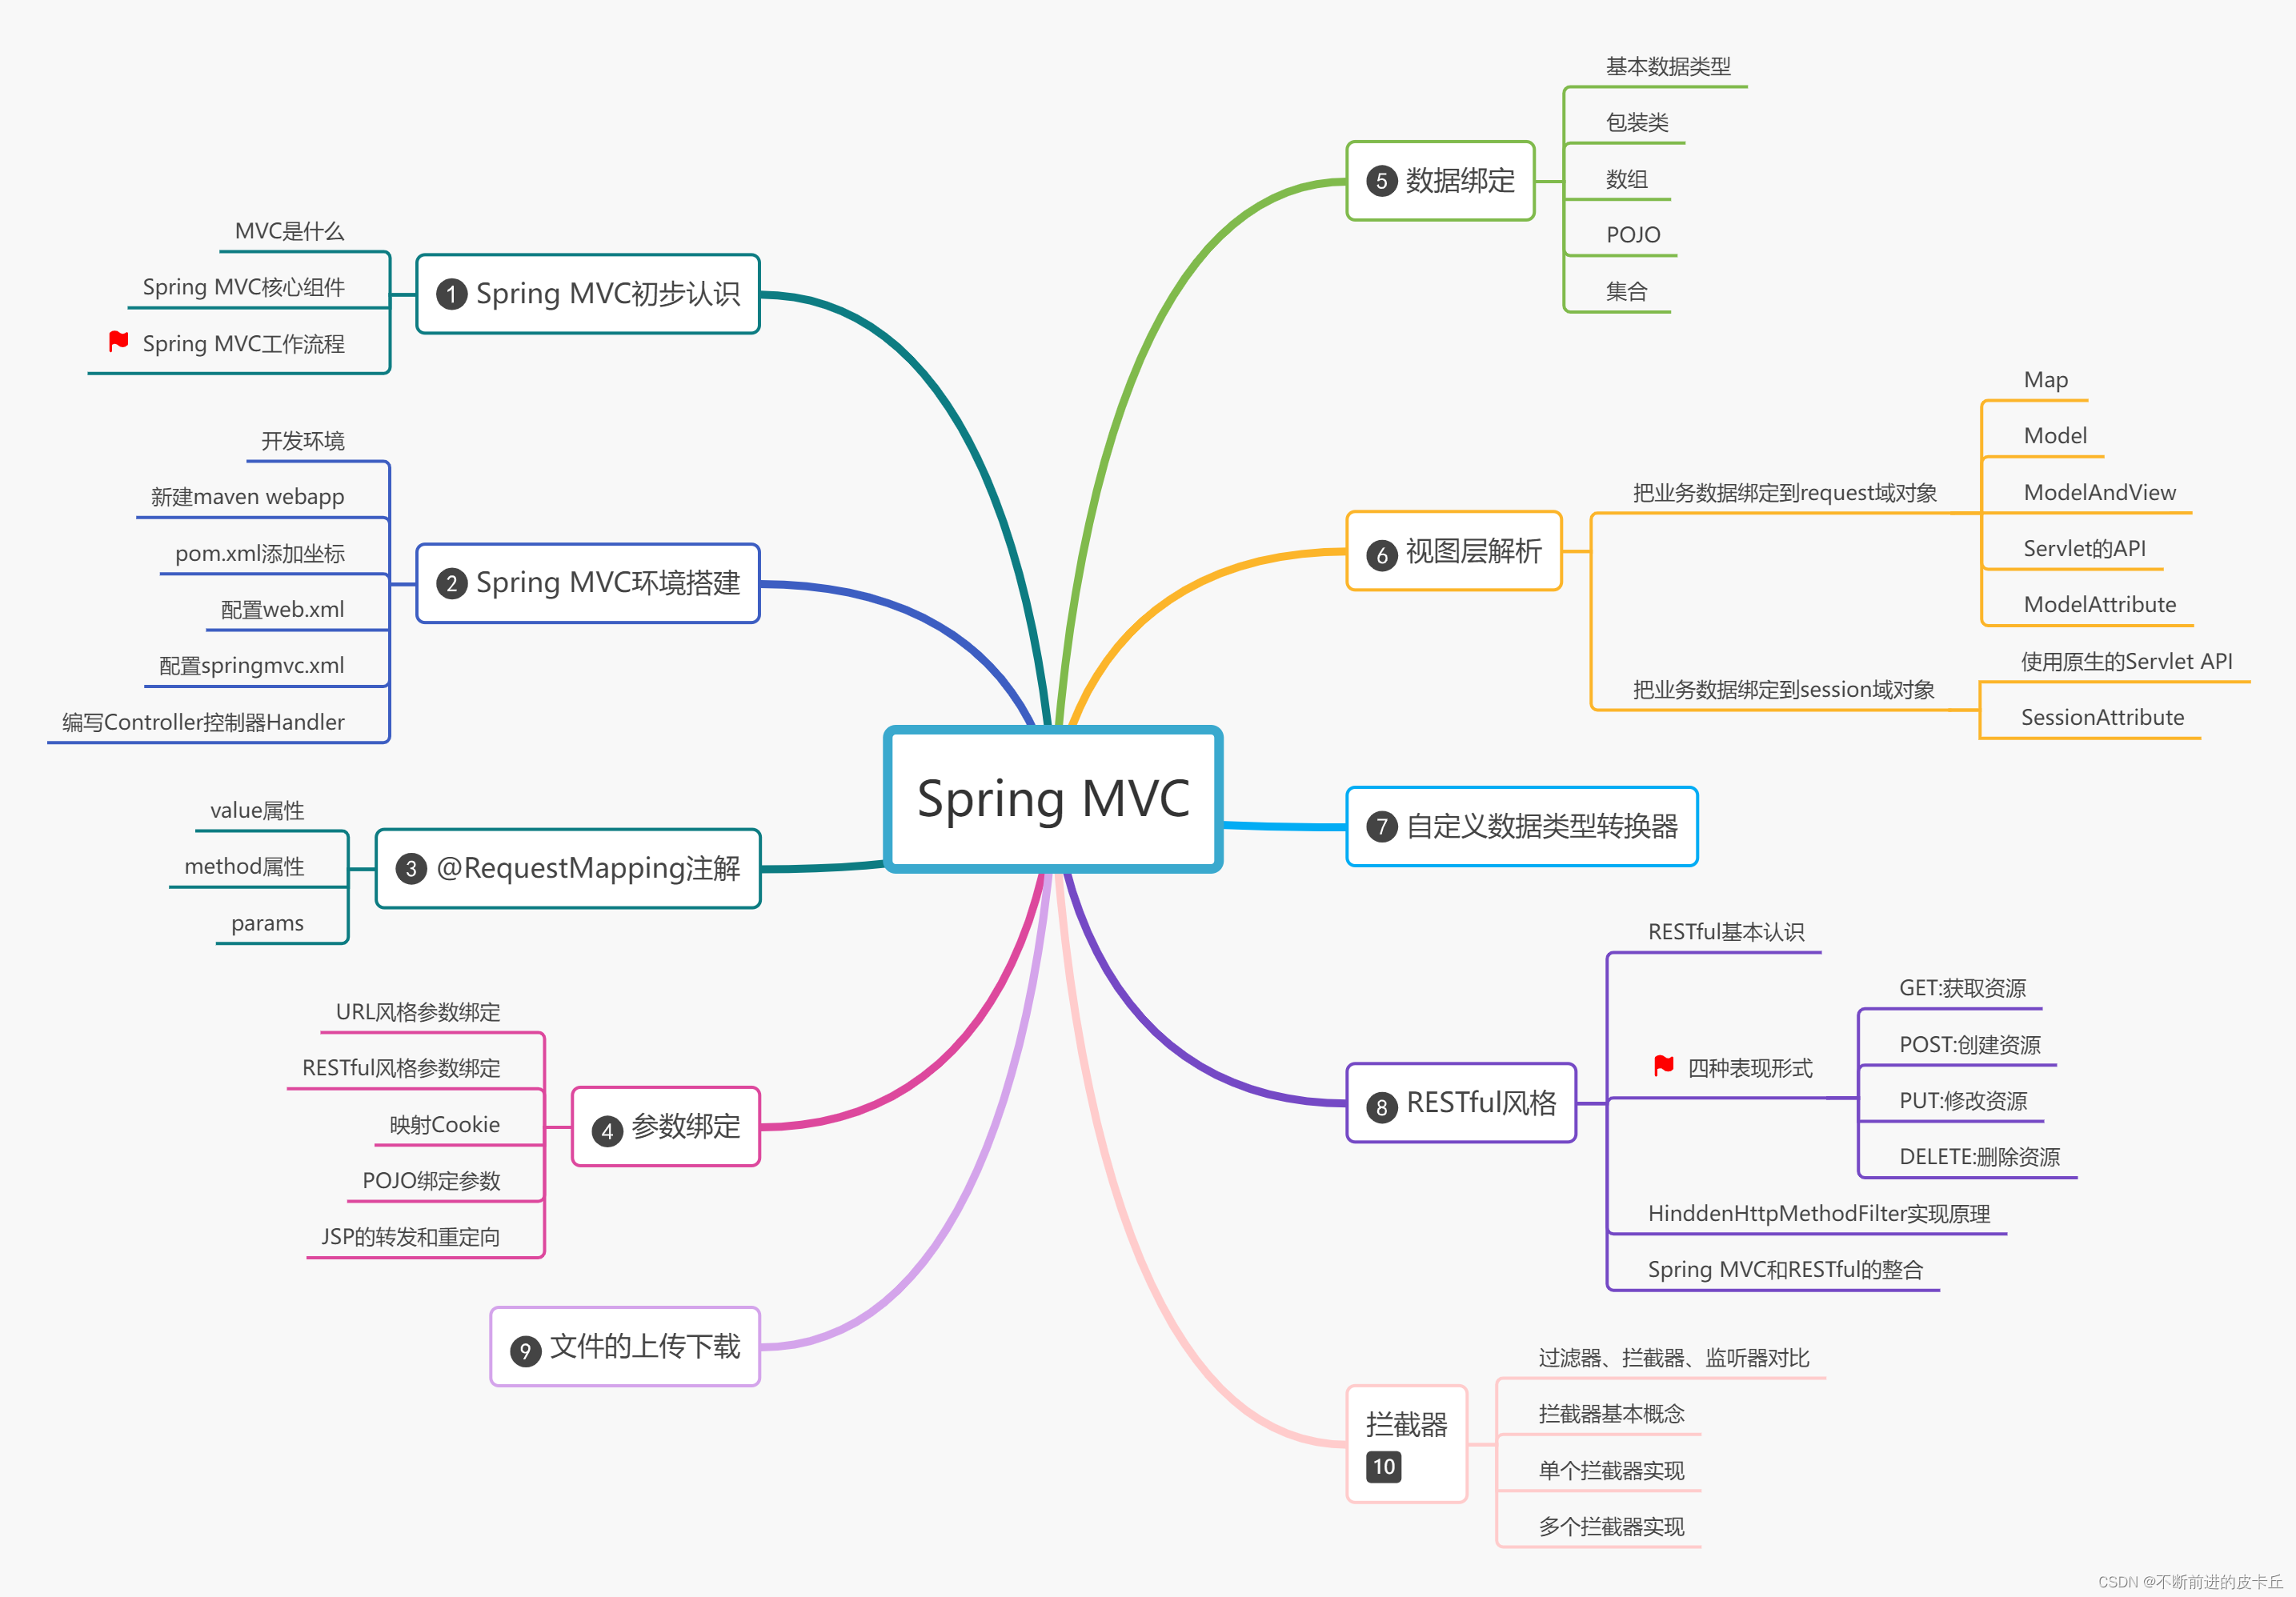 Spring MVC
1 Spring MVC初步认识
MVC是什么
Spring MVC核心组件
Spring MVC工作流程
2 Spring MVC环境搭建
开发环境
新建maven webapp
pom.xml添加坐标
配置web.xml
配置springmvc.xml
编写Controller控制器Handler
3 @RequestMapping注解
value属性
method属性
params
4 参数绑定
URL风格参数绑定
RESTful风格参数绑定
映射Cookie
POJO绑定参数
JSP的转发和重定向
5 数据绑定
基本数据类型
包装类
数组
POJO
集合
6 视图层解析
把业务数据绑定到request域对象
Map
Model
ModelAndView
Servlet的API
ModelAttribute
把业务数据绑定到session域对象
使用原生的Servlet API
SessionAttribute
7 自定义数据类型转换器
8 RESTful风格
RESTful基本认识
四种表现形式
GET:获取资源
POST:创建资源
PUT:修改资源
DELETE:删除资源
HinddenHttpMethodFilter实现原理
Spring MVC和RESTful的整合
9 文件的上传下载
拦截器
10
过滤器、拦截器、监听器对比
拦截器基本概念
单个拦截器实现
多个拦截器实现
CSDN @不断前进的皮卡丘